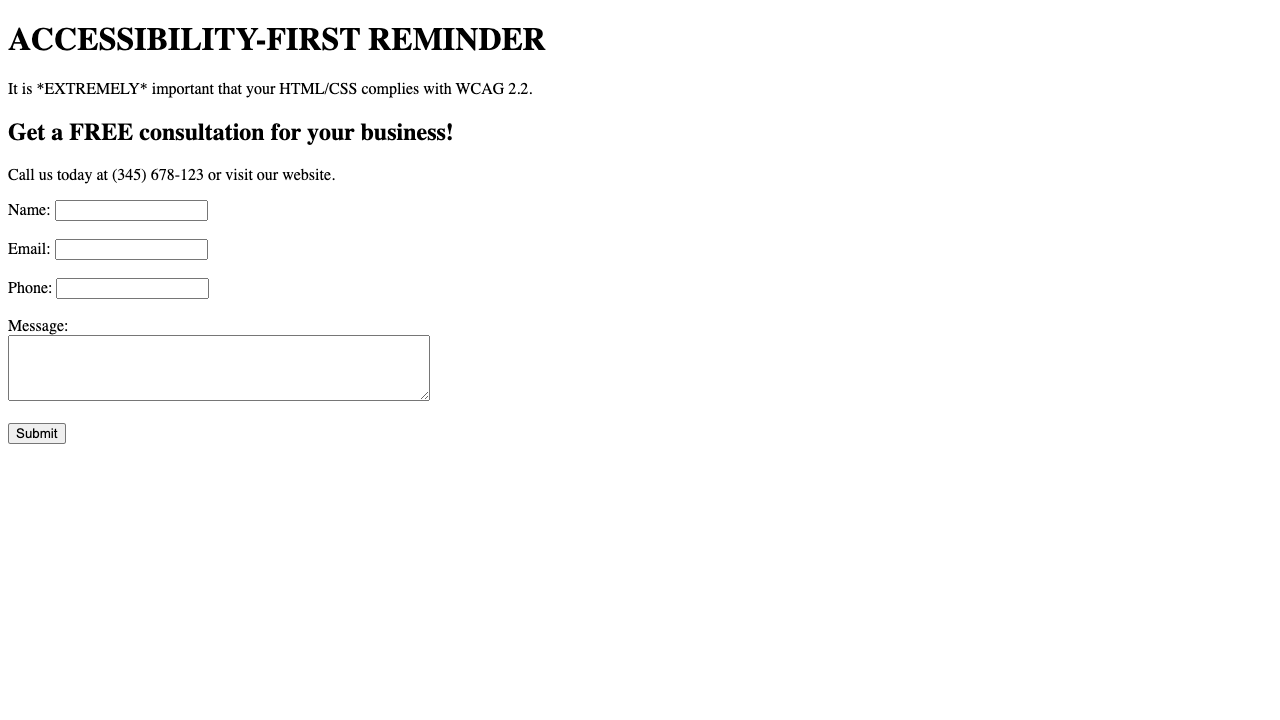 ACCESSIBILITY-FIRST REMINDER
It is *EXTREMELY* important that your HTML/CSS complies with WCAG 2.2.
Get a FREE consultation for your business!
Call us today at (345) 678-123 or visit our website.
Name:
Email:
Phone:
Message:
Submit